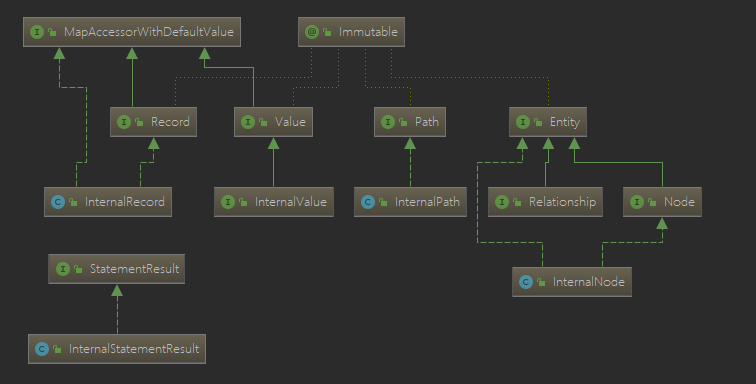 MapAccessorWithDefaultValue
@ Immutable
I Record
I Value
I Path
I Entity
C InternalRecord
I InternalValue
C InternalPath
I Relationship
I Node
I StatementResult
C InternalNode
C InternalStatementResult